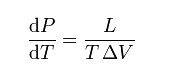 dP/dT = L/(T ΔV)